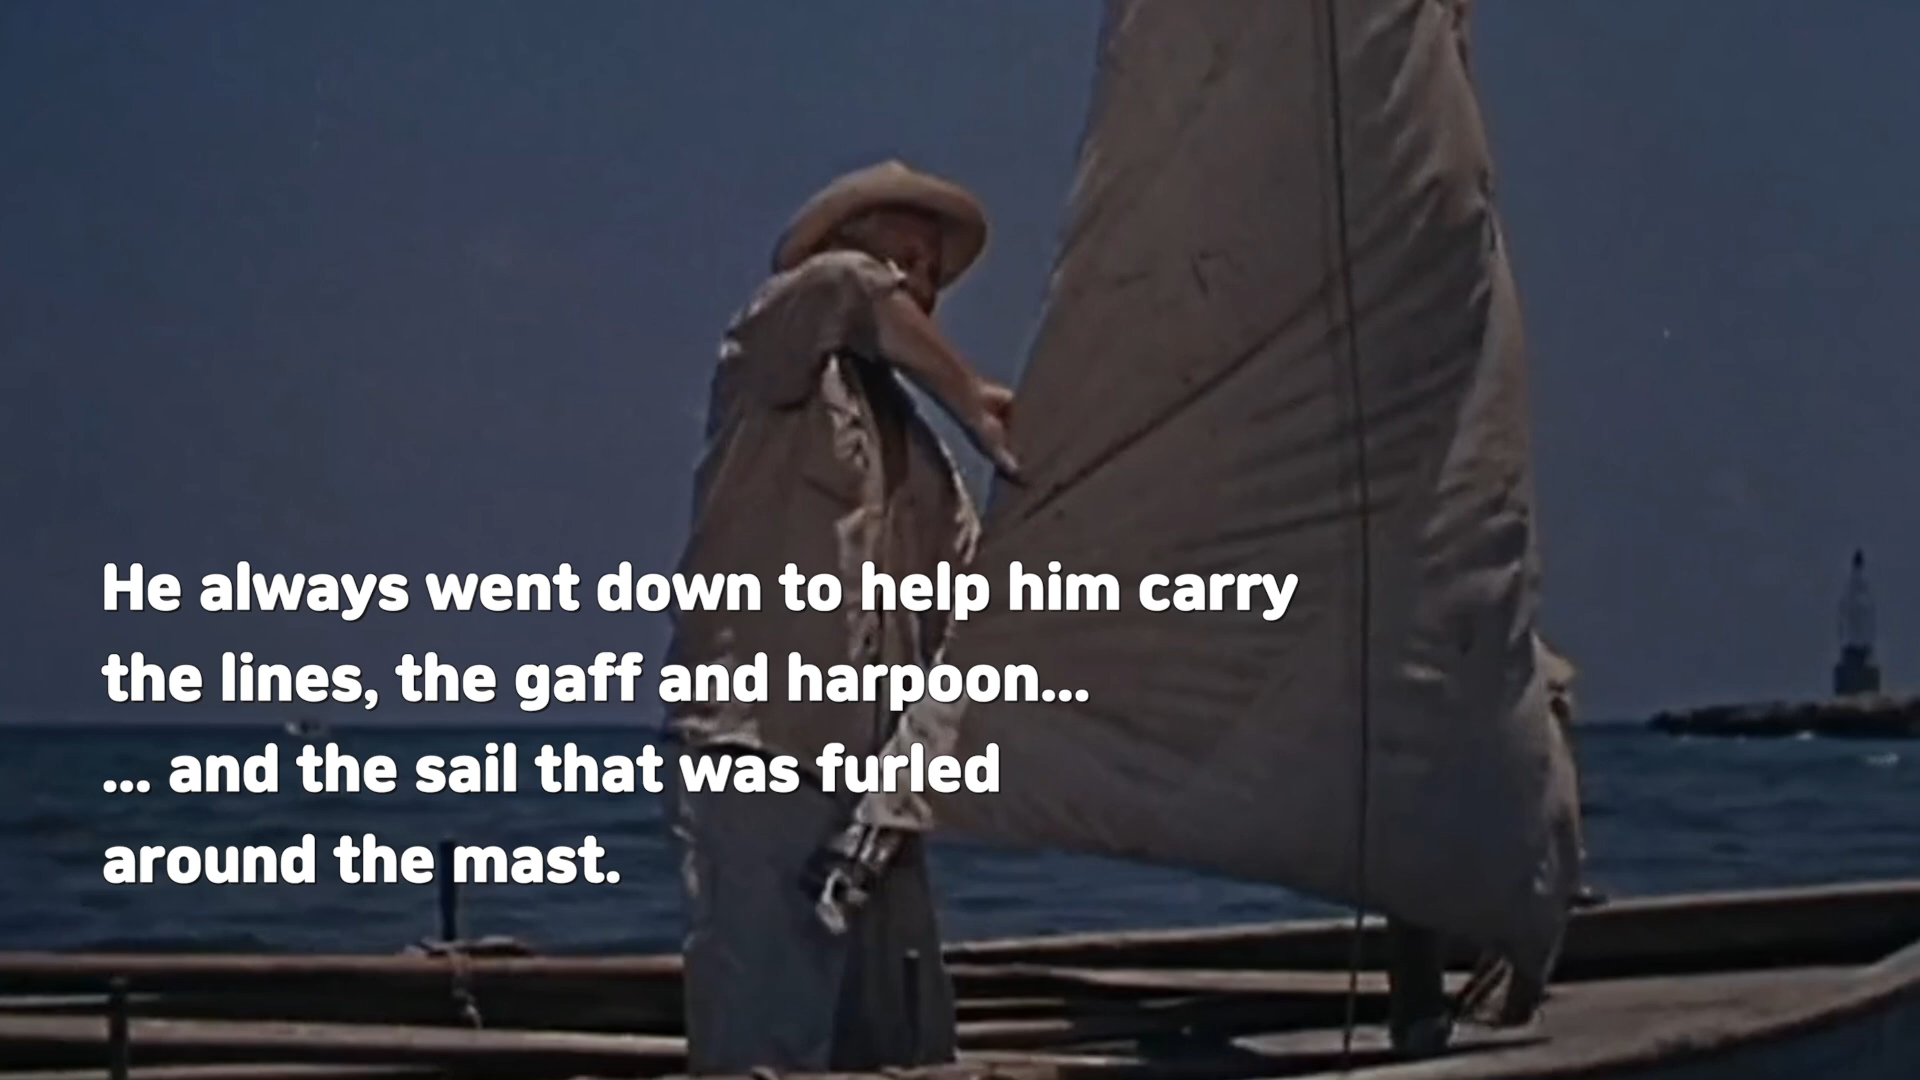 He always went down to help him carry
the lines, the gaff and harpoon...
... and the sail that was furled
around the mast.